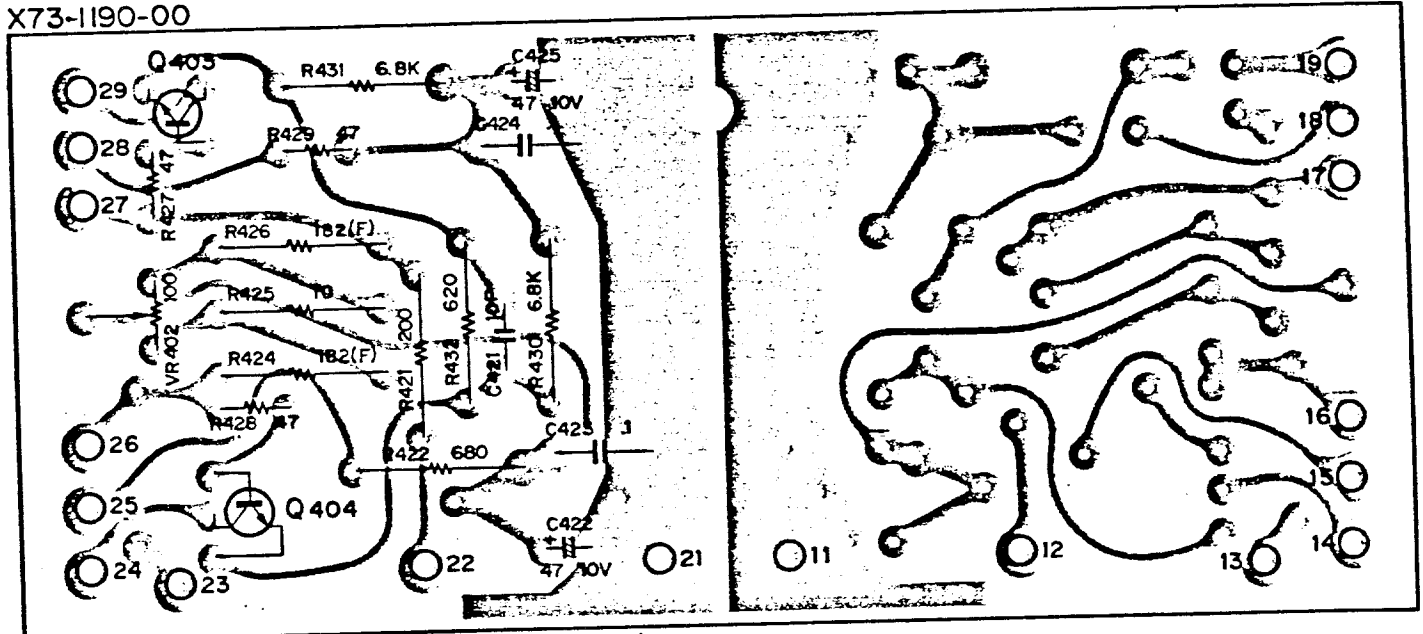 X73-1190-00
Q403
R431 6.8K
C425
47 10V
29
19
R429 47
C424
18
28
47
R427
27
17
R426 182(F)
100
VR402
R425 10
200
R421
620
R432
10P
C421
6.8K
R430
R424 182(F)
R428 47
26
C423 .1
16
R422 680
25
Q404
15
C422
47 10V
24
23
22
21
11
12
13
14